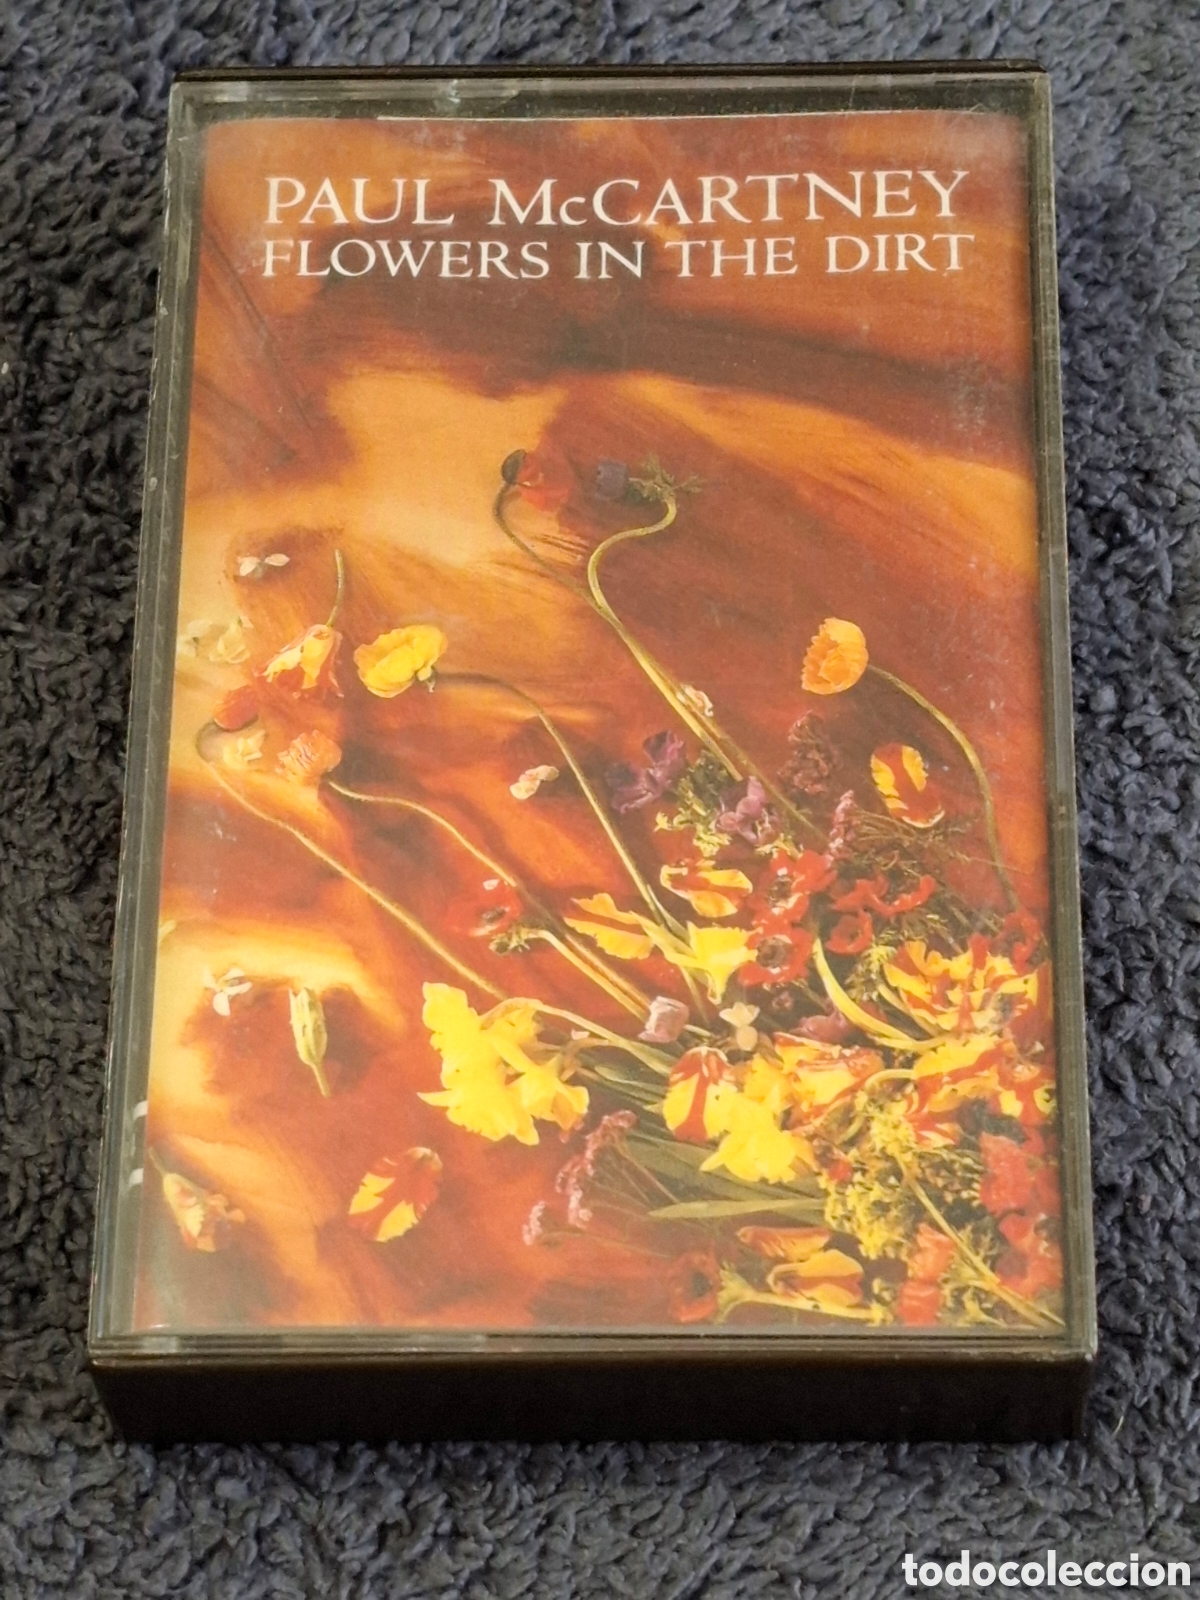 PAUL McCARTNEY
FLOWERS IN THE DIRT
todocoleccion